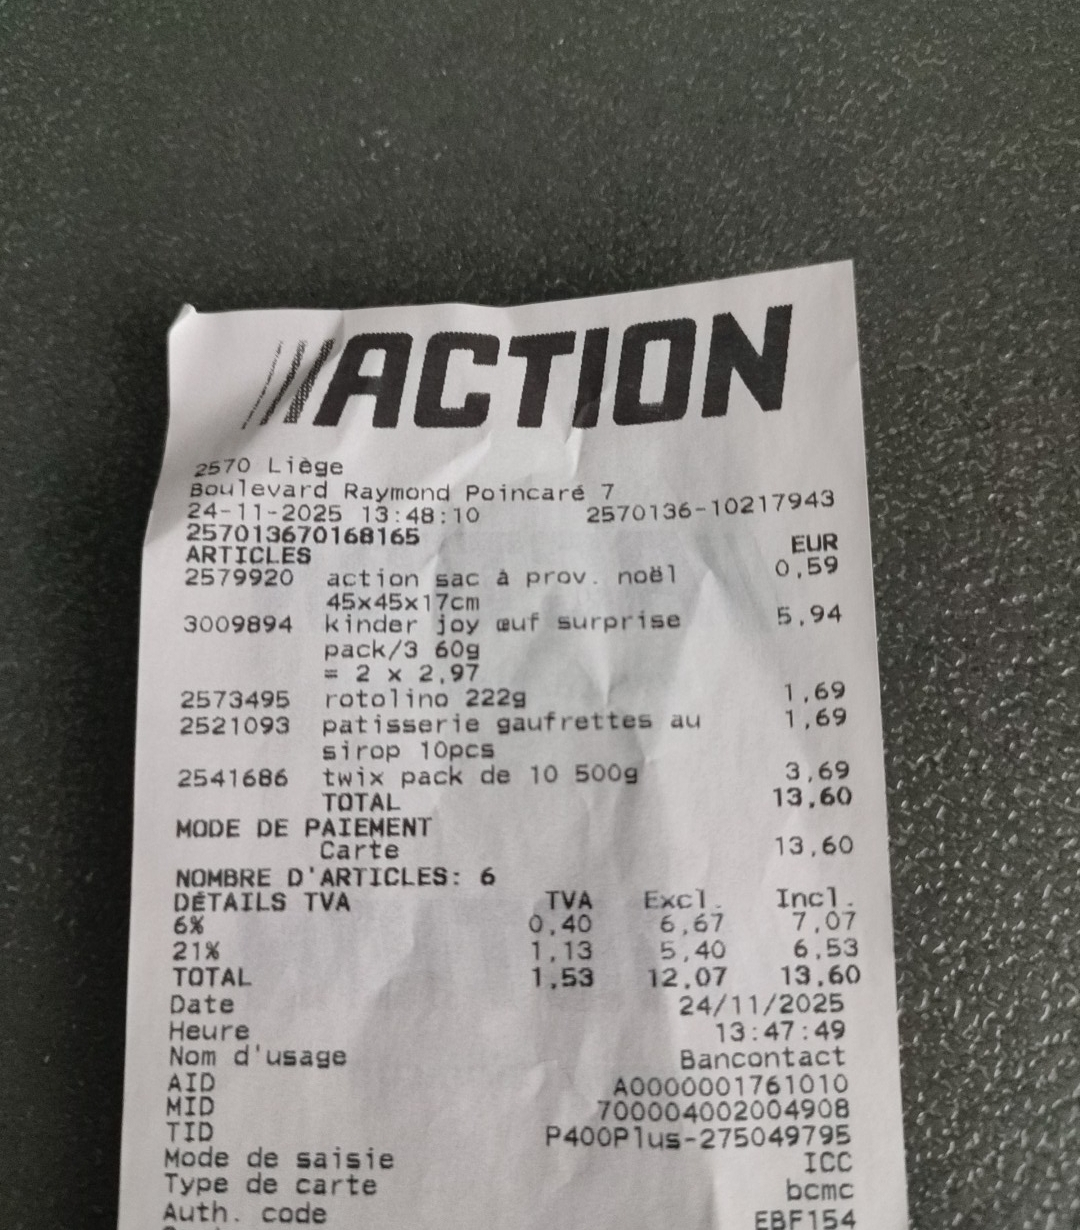 ACTION
2570 Liège
Boulevard Raymond Poincaré 7
24-11-2025 13:48:10 2570136-10217943
257013670168165
ARTICLES EUR
2579920 action sac à prov. noël 0,59
45x45x17cm
3009894 kinder joy œuf surprise 5,94
pack/3 60g
= 2 x 2,97
2573495 rotolino 222g 1,69
2521093 patisserie gaufrettes au 1,69
sirop 10pcs
2541686 twix pack de 10 500g 3,69
TOTAL 13,60
MODE DE PAIEMENT
Carte 13,60
NOMBRE D'ARTICLES: 6
DÉTAILS TVA TVA Excl. Incl.
6% 0,40 6,67 7,07
21% 1,13 5,40 6,53
TOTAL 1,53 12,07 13,60
Date 24/11/2025
Heure 13:47:49
Nom d'usage Bancontact
AID A0000001761010
MID 700004002004908
TID P400Plus-275049795
Mode de saisie ICC
Type de carte bcmc
Auth. code EBF154